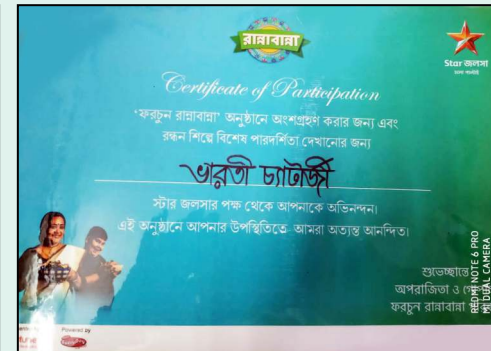 রান্নাবান্না
Star জলসা
চলো পাল্টাই
Certificate of Participation
'ফরচুন রান্নাবান্না' অনুষ্ঠানে অংশগ্রহণ করার জন্য এবং
রন্ধন শিল্পে বিশেষ পারদর্শিতা দেখানোর জন্য
ভারতী চ্যাটার্জী
স্টার জলসার পক্ষ থেকে আপনাকে অভিনন্দন।
এই অনুষ্ঠানে আপনার উপস্থিতিতে আমরা অত্যন্ত আনন্দিত।
শুভেচ্ছান্তে
অপরাজিতা ও
ফরচুন রান্নাবান্না
REDMI NOTE 6 PRO
MI DUAL CAMERA
Powered by